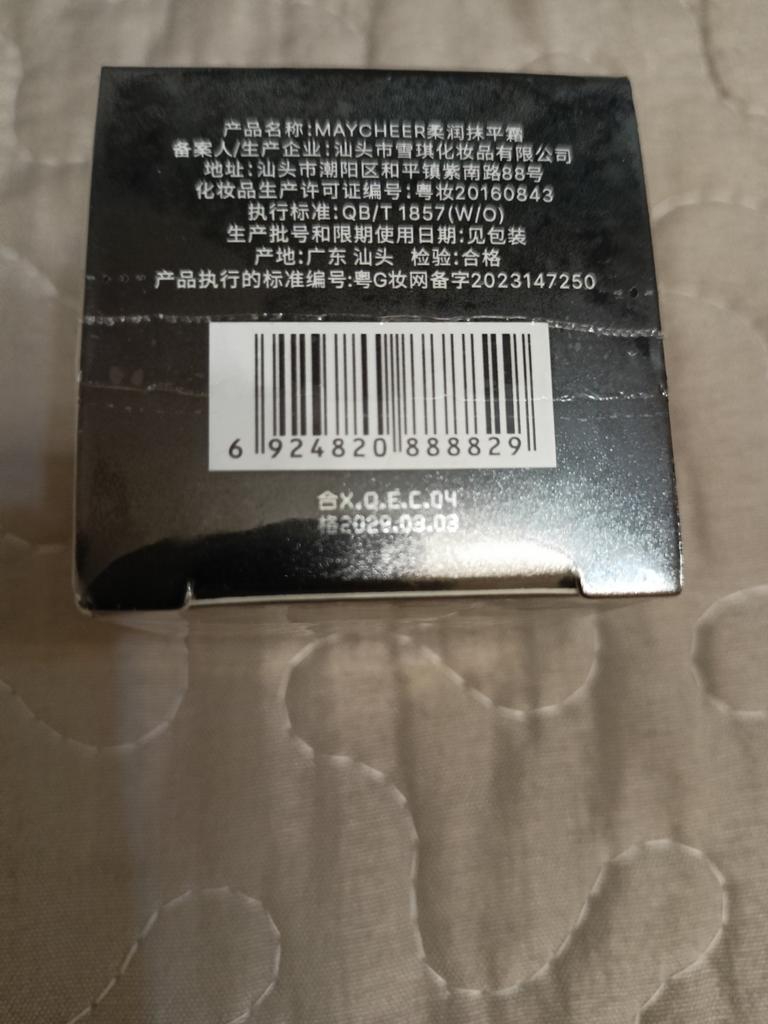 产品名称:MAYCHEER柔润抹平霜
备案人/生产企业:汕头市雪琪化妆品有限公司
地址:汕头市潮阳区和平镇紫南路88号
化妆品生产许可证编号:粤妆20160843
执行标准:QB/T 1857(W/O)
生产批号和限期使用日期:见包装
产地:广东 汕头 检验:合格
产品执行的标准编号:粤G妆网备字2023147250
6 924820 888829
合X.Q.E.C.04
格2029.03.03